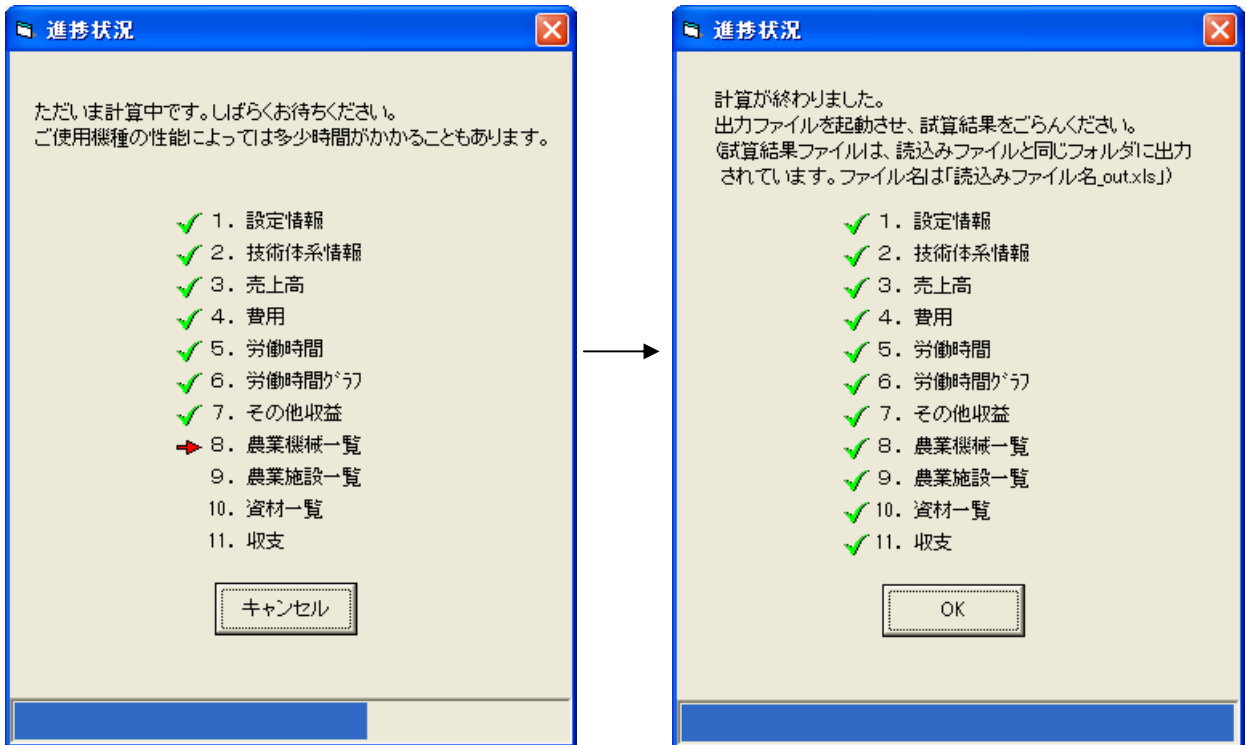 進捗状況
ただいま計算中です。しばらくお待ちください。
ご使用機種の性能によっては多少時間がかかることもあります。
1. 設定情報
2. 技術体系情報
3. 売上高
4. 費用
5. 労働時間
6. 労働時間ｸﾞﾗﾌ
7. その他収益
8. 農業機械一覧
9. 農業施設一覧
10. 資材一覧
11. 収支
キャンセル
進捗状況
計算が終わりました。
出力ファイルを起動させ、試算結果をごらんください。
(試算結果ファイルは、読込みファイルと同じフォルダに出力
されています。ファイル名は「読込みファイル名_out.xls」)
1. 設定情報
2. 技術体系情報
3. 売上高
4. 費用
5. 労働時間
6. 労働時間ｸﾞﾗﾌ
7. その他収益
8. 農業機械一覧
9. 農業施設一覧
10. 資材一覧
11. 収支
OK